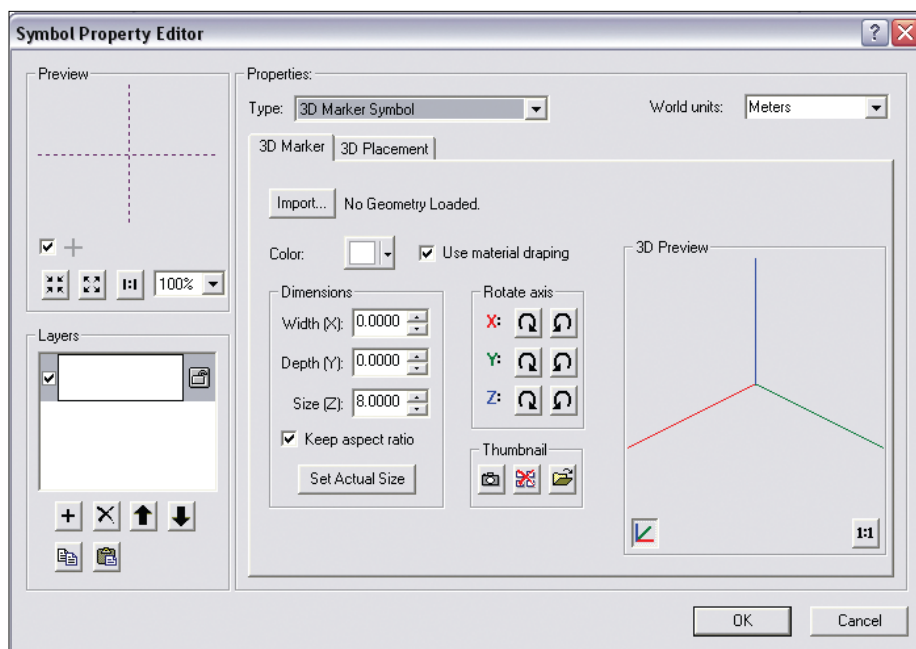 Symbol Property Editor
Preview
1:1
100%
Layers
Properties:
Type: 3D Marker Symbol
World units: Meters
3D Marker
3D Placement
Import... No Geometry Loaded.
Color:
Use material draping
Dimensions
Width (X): 0.0000
Depth (Y): 0.0000
Size (Z): 8.0000
Keep aspect ratio
Set Actual Size
Rotate axis
X:
Y:
Z:
Thumbnail
3D Preview
1:1
OK
Cancel